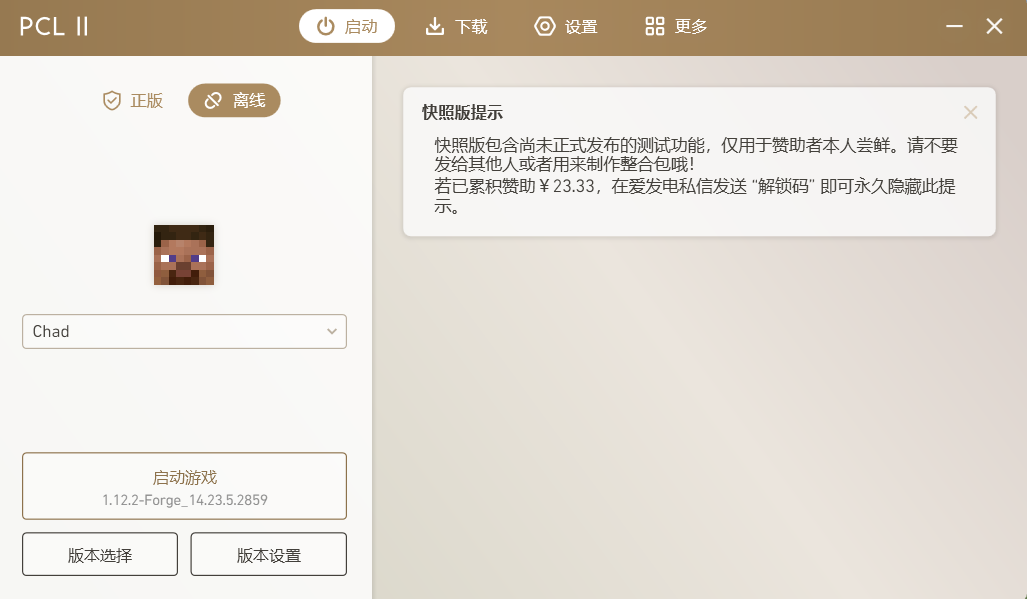 PCL II
启动
下载
设置
更多
正版
离线
Chad
启动游戏
1.12.2-Forge_14.23.5.2859
版本选择
版本设置
快照版提示
快照版包含尚未正式发布的测试功能，仅用于赞助者本人尝鲜。请不要
发给其他人或者用来制作整合包哦！
若已累积赞助￥23.33，在爱发电私信发送 “解锁码” 即可永久隐藏此提
示。